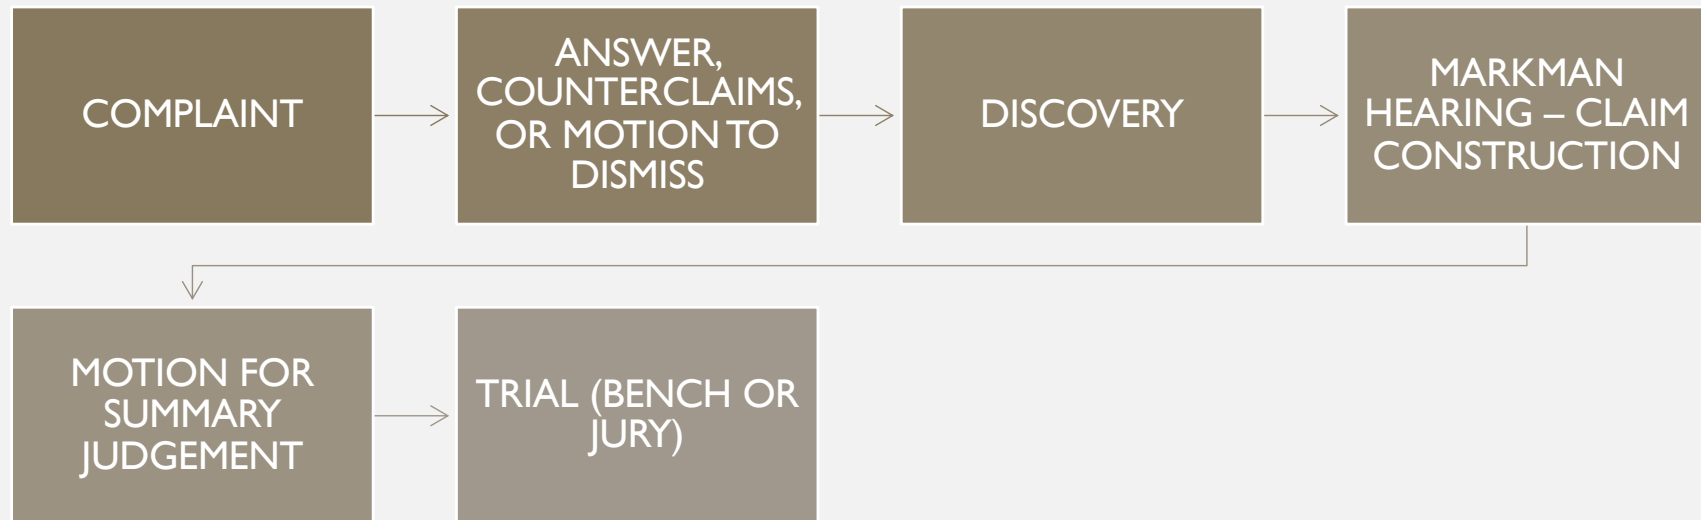 COMPLAINT
ANSWER,
COUNTERCLAIMS,
OR MOTION TO
DISMISS
DISCOVERY
MARKMAN
HEARING – CLAIM
CONSTRUCTION
MOTION FOR
SUMMARY
JUDGEMENT
TRIAL (BENCH OR
JURY)